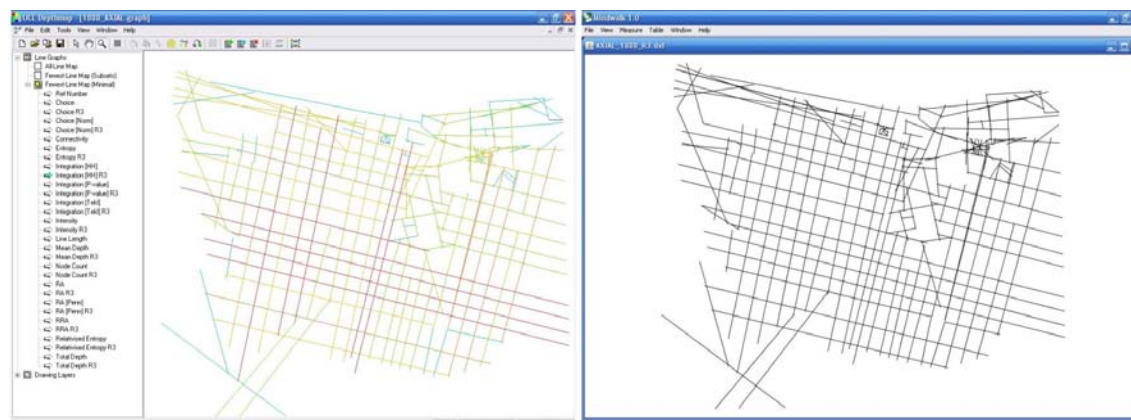 UCL Depthmap - [1888_AXIAL.graph]
File Edit Tools View Window Help
Line Graphs
All-Line Map
Fewest-Line Map (Subsets)
Fewest-Line Map (Minimal)
Ref Number
Choice
Choice R3
Choice [Norm]
Choice [Norm] R3
Connectivity
Entropy
Entropy R3
Integration [HH]
Integration [HH] R3
Integration [P-value]
Integration [P-value] R3
Integration [Tekl]
Integration [Tekl] R3
Intensity
Intensity R3
Line Length
Mean Depth
Mean Depth R3
Node Count
Node Count R3
RA
RA R3
RA [Penn]
RA [Penn] R3
RRA
RRA R3
Relativised Entropy
Relativised Entropy R3
Total Depth
Total Depth R3
Drawing Layers
Mindwalk 1.0
File View Measure Table Window Help
AXIAL_1888_R3.dxf